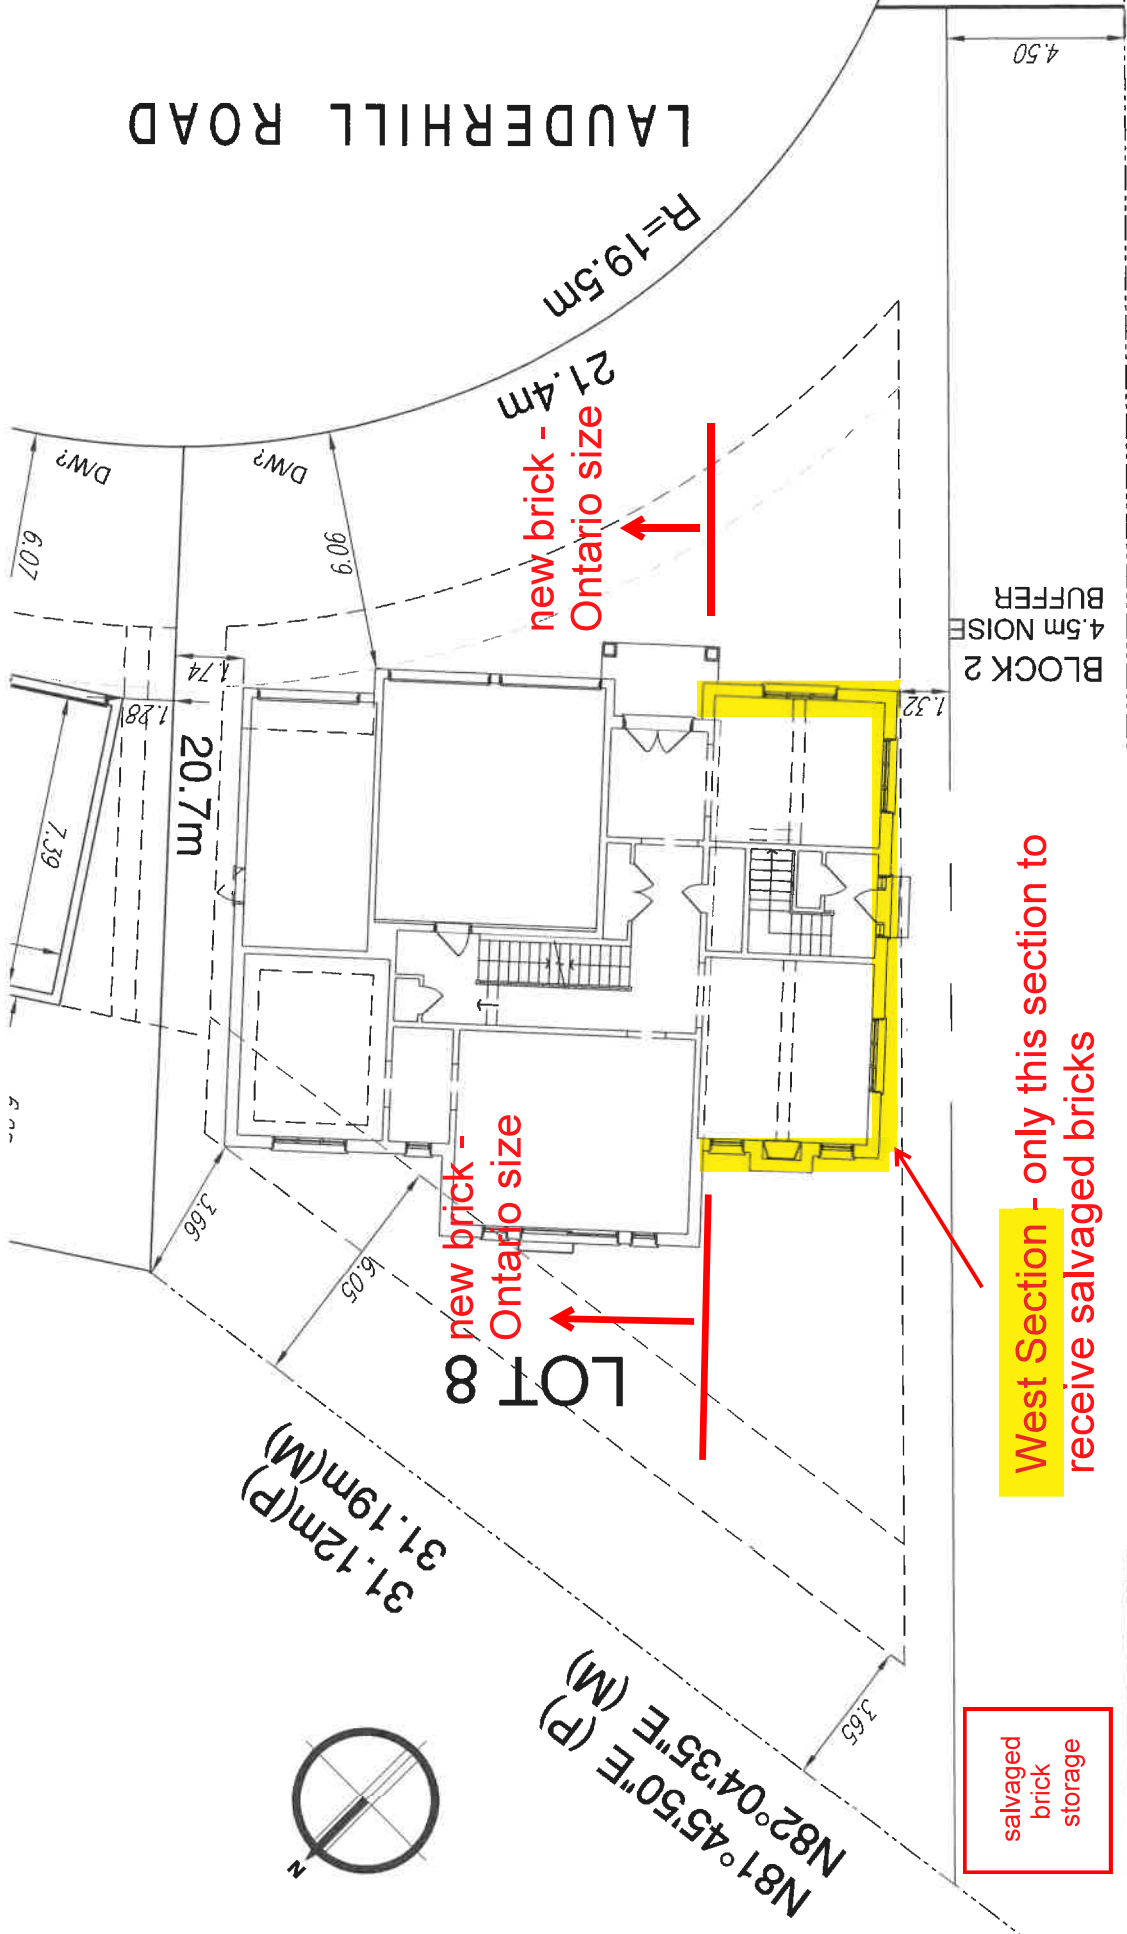 4.50
LAUDERHILL ROAD
R=19.5m
21.4m
D/W?
D/W?
6.07
6.06
new brick -
Ontario size
BLOCK 2
4.5m NOISE
BUFFER
1.74
1.28
1.32
20.7m
7.39
West Section - only this section to
receive salvaged bricks
new brick -
Ontario size
3.66
6.05
LOT 8
31.12m(P)
31.19m(M)
N81°45'50"E (P)
N82°04'35"E (M)
3.65
salvaged
brick
storage
N